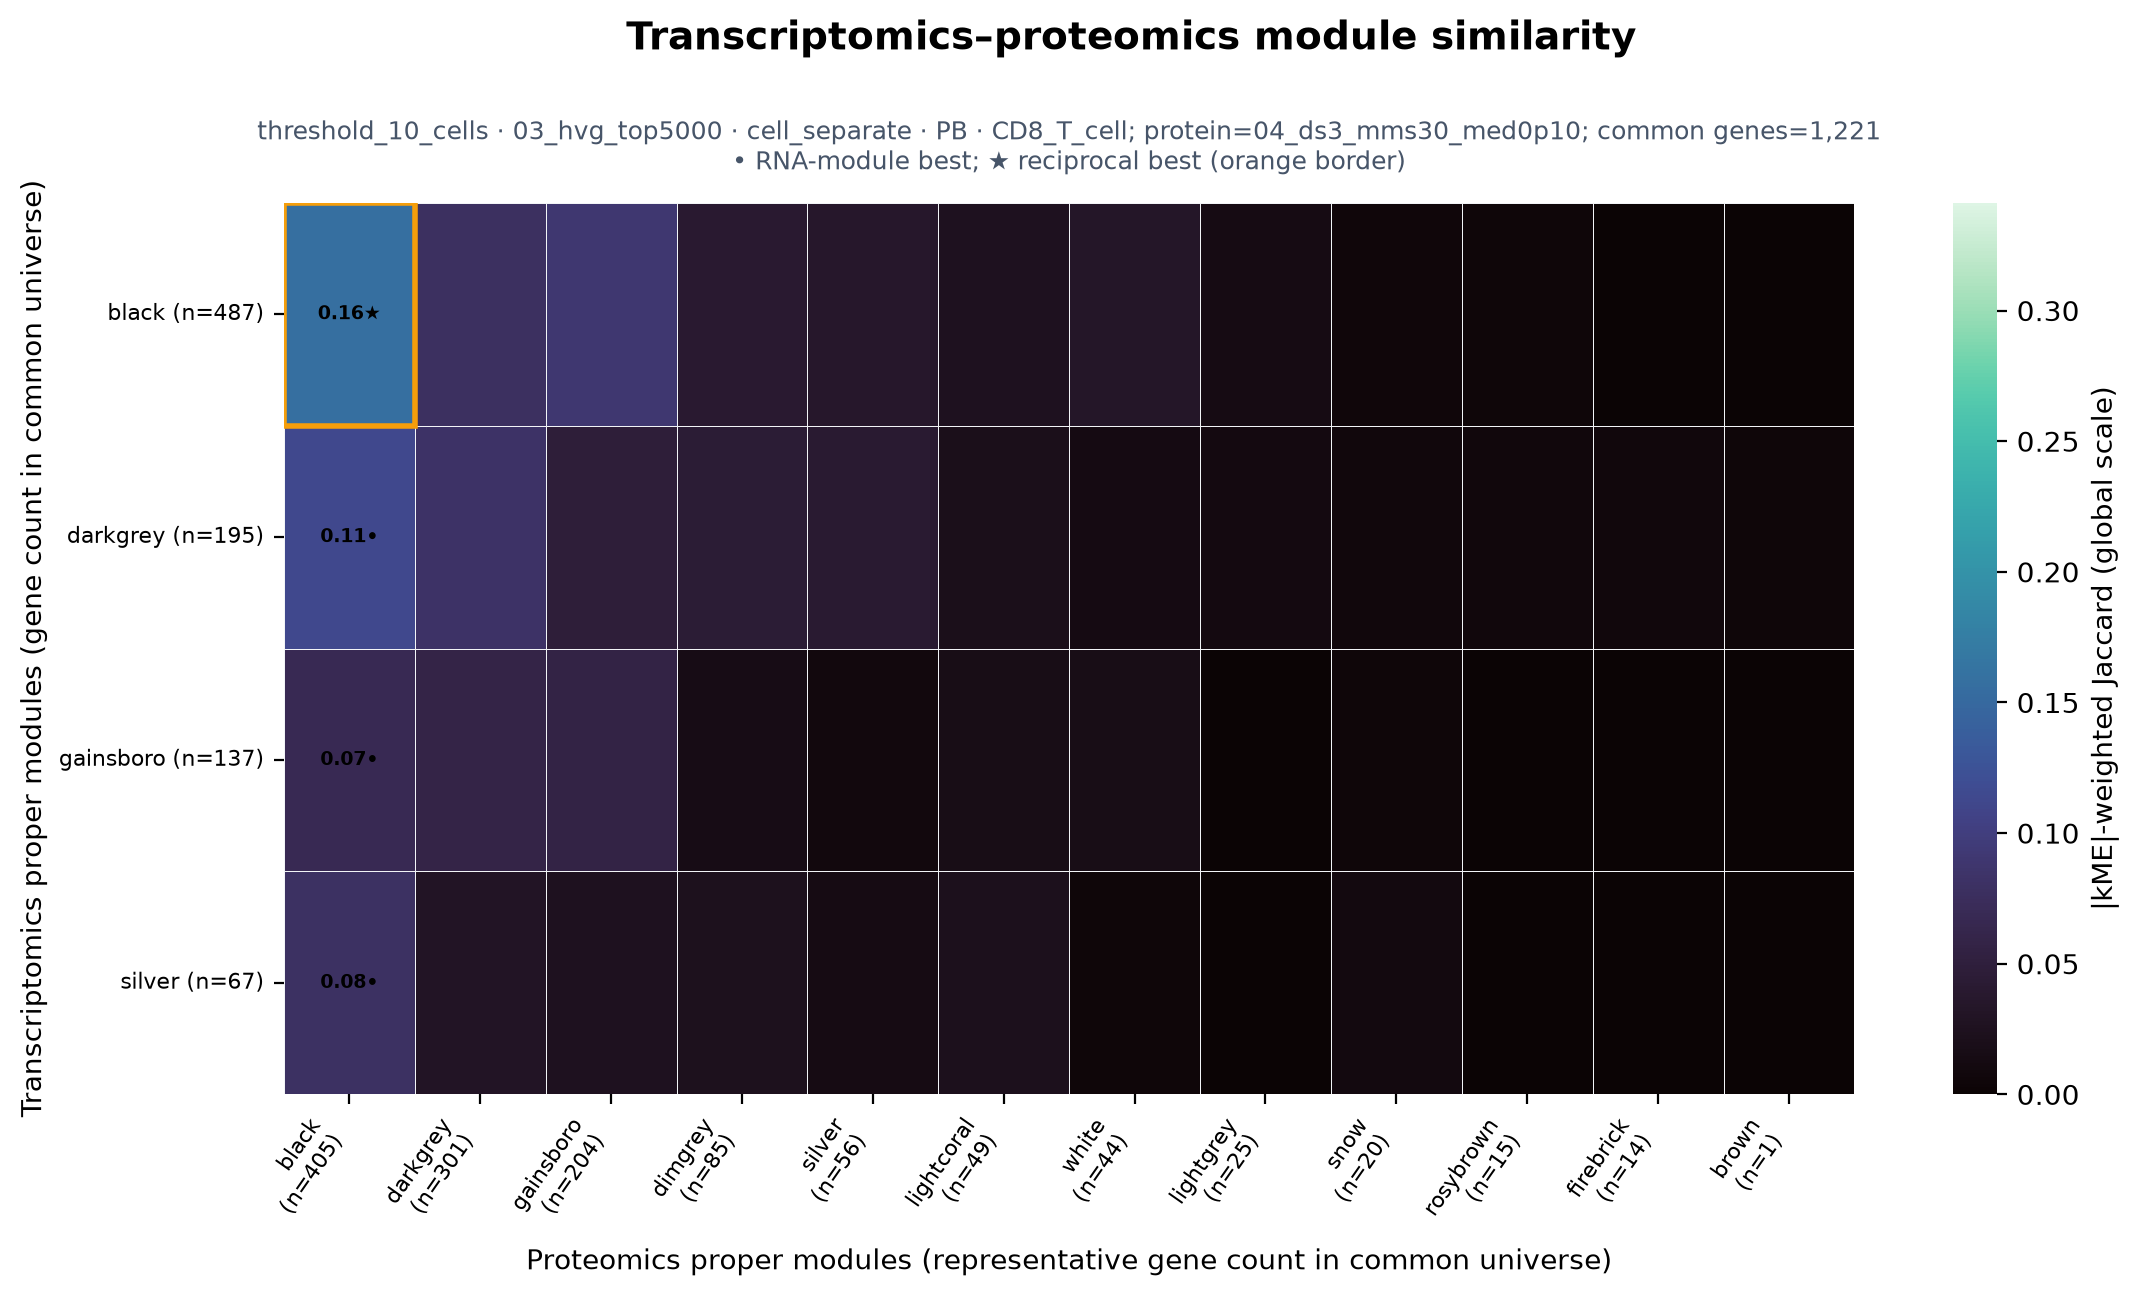 Transcriptomics–proteomics module similarity
threshold_10_cells · 03_hvg_top5000 · cell_separate · PB · CD8_T_cell; protein=04_ds3_mms30_med0p10; common genes=1,221
• RNA-module best; ★ reciprocal best (orange border)
Transcriptomics proper modules (gene count in common universe)
black (n=487)
0.16★
darkgrey (n=195)
0.11•
gainsboro (n=137)
0.07•
silver (n=67)
0.08•
black
(n=405)
darkgrey
(n=301)
gainsboro
(n=204)
dimgrey
(n=85)
silver
(n=56)
lightcoral
(n=49)
white
(n=44)
lightgrey
(n=25)
snow
(n=20)
rosybrown
(n=15)
firebrick
(n=14)
brown
(n=1)
Proteomics proper modules (representative gene count in common universe)
0.30
0.25
0.20
0.15
0.10
0.05
0.00
|kME|-weighted Jaccard (global scale)